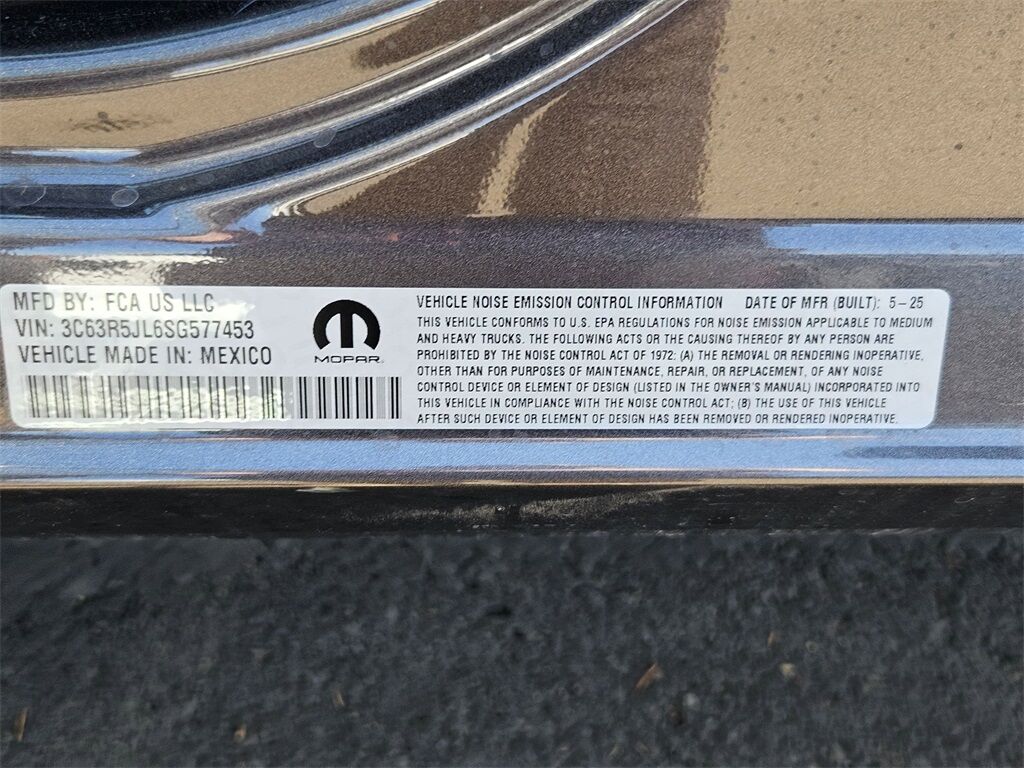 MFD BY: FCA US LLC
VIN: 3C63R5JL6SG577453
VEHICLE MADE IN: MEXICO
MOPAR
VEHICLE NOISE EMISSION CONTROL INFORMATION DATE OF MFR (BUILT): 5-25
THIS VEHICLE CONFORMS TO U.S. EPA REGULATIONS FOR NOISE EMISSION APPLICABLE TO MEDIUM
AND HEAVY TRUCKS. THE FOLLOWING ACTS OR THE CAUSING THEREOF BY ANY PERSON ARE
PROHIBITED BY THE NOISE CONTROL ACT OF 1972: (A) THE REMOVAL OR RENDERING INOPERATIVE,
OTHER THAN FOR PURPOSES OF MAINTENANCE, REPAIR, OR REPLACEMENT, OF ANY NOISE
CONTROL DEVICE OR ELEMENT OF DESIGN (LISTED IN THE OWNER'S MANUAL) INCORPORATED INTO
THIS VEHICLE IN COMPLIANCE WITH THE NOISE CONTROL ACT; (B) THE USE OF THIS VEHICLE
AFTER SUCH DEVICE OR ELEMENT OF DESIGN HAS BEEN REMOVED OR RENDERED INOPERATIVE.